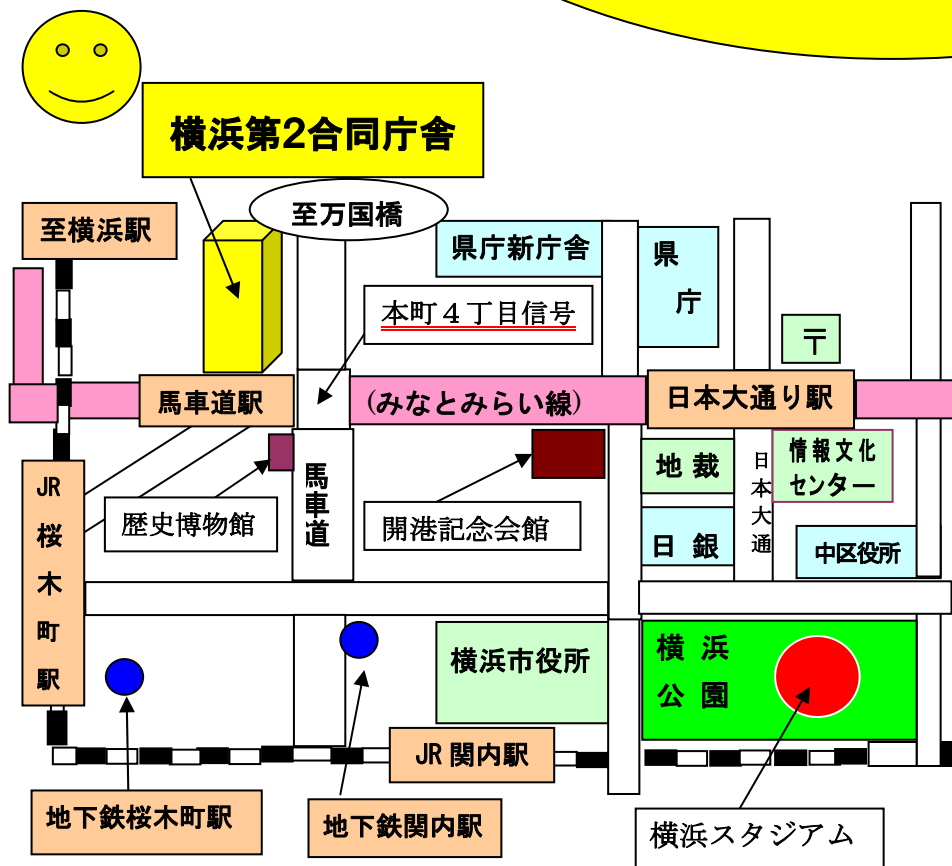 横浜第2合同庁舎
至横浜駅
至万国橋
県庁新庁舎
県
庁
本町4丁目信号
〒
馬車道駅
(みなとみらい線)
日本大通り駅
JR
桜
木
町
駅
歴史博物館
馬車道
開港記念会館
地裁
日本大通
情報文化
センター
日銀
中区役所
横浜市役所
横浜
公園
JR関内駅
地下鉄桜木町駅
地下鉄関内駅
横浜スタジアム